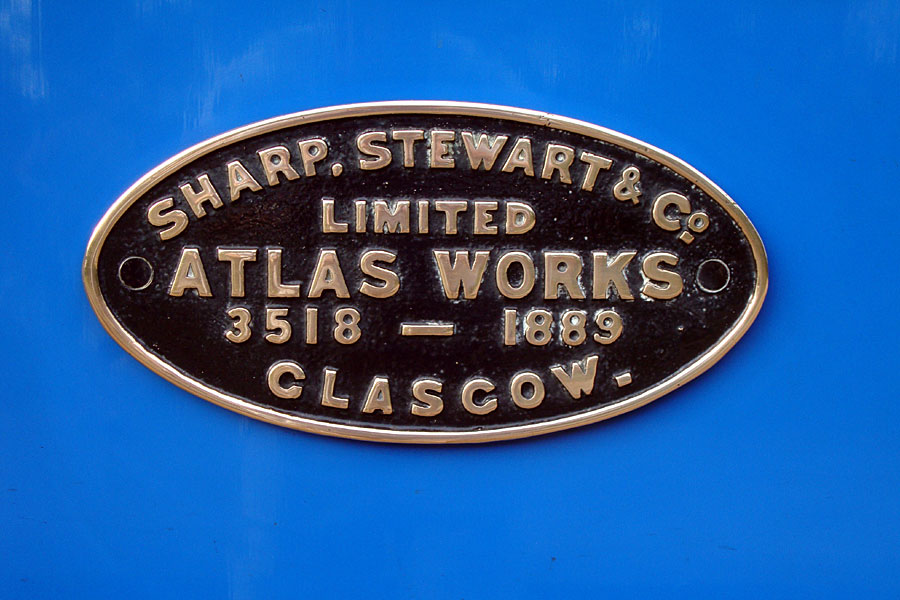 SHARP, STEWART & Co
LIMITED
ATLAS WORKS
3518 — 1889
GLASGOW.